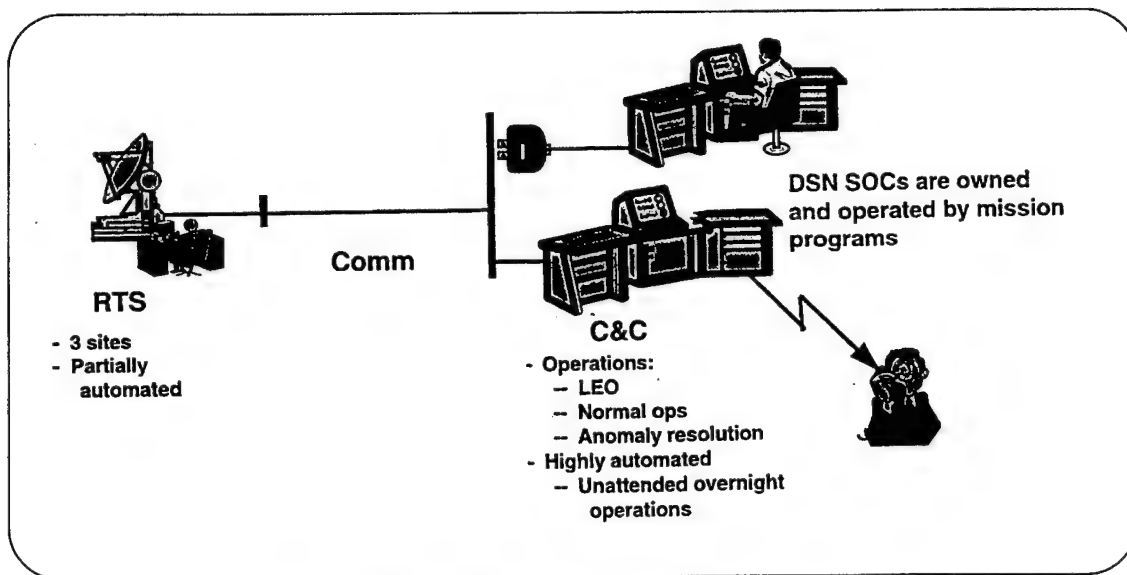 DSN SOCs are owned
and operated by mission
programs
Comm
RTS
- 3 sites
- Partially
automated
C&C
- Operations:
-- LEO
-- Normal ops
-- Anomaly resolution
- Highly automated
-- Unattended overnight
operations